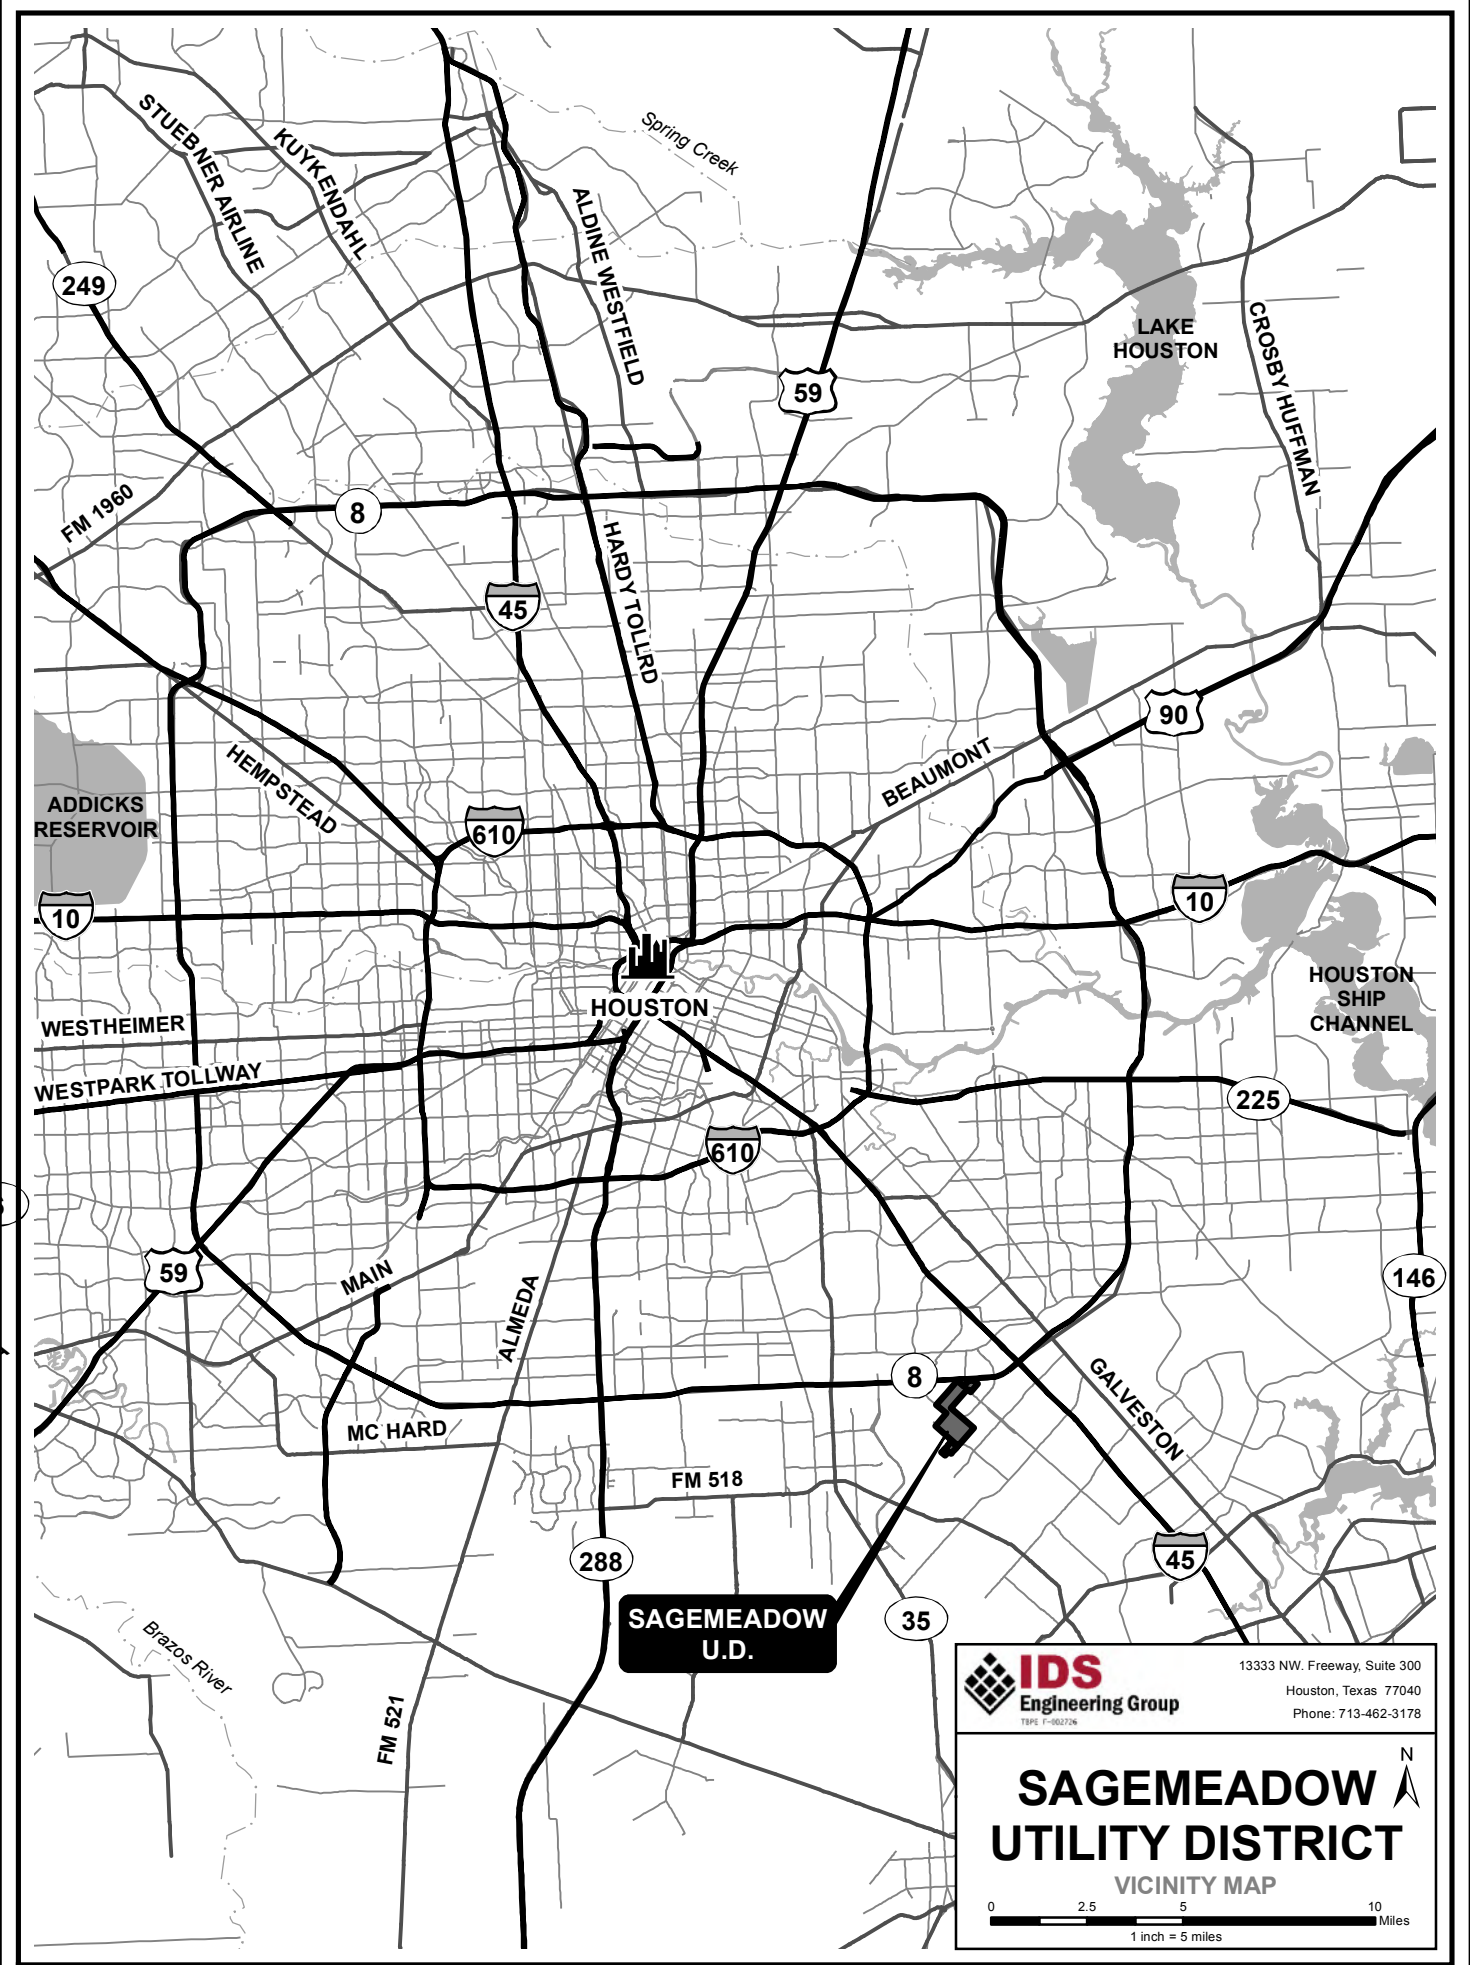 Spring Creek
STUEBNER AIRLINE
KUYKENDAHL
ALDINE WESTFIELD
249
LAKE
HOUSTON
CROSBY HUFFMAN
59
FM 1960
8
HARDY TOLLRD
45
90
HEMPSTEAD
BEAUMONT
ADDICKS
RESERVOIR
610
10
10
HOUSTON
HOUSTON
SHIP
CHANNEL
WESTHEIMER
WESTPARK TOLLWAY
225
610
59
MAIN
ALMEDA
146
8
GALVESTON
MC HARD
FM 518
288
45
SAGEMEADOW
U.D.
35
Brazos River
FM 521
IDS
Engineering Group
TBPE F-002726
13333 NW. Freeway, Suite 300
Houston, Texas 77040
Phone: 713-462-3178
N
SAGEMEADOW
UTILITY DISTRICT
VICINITY MAP
0 2.5 5 10
Miles
1 inch = 5 miles